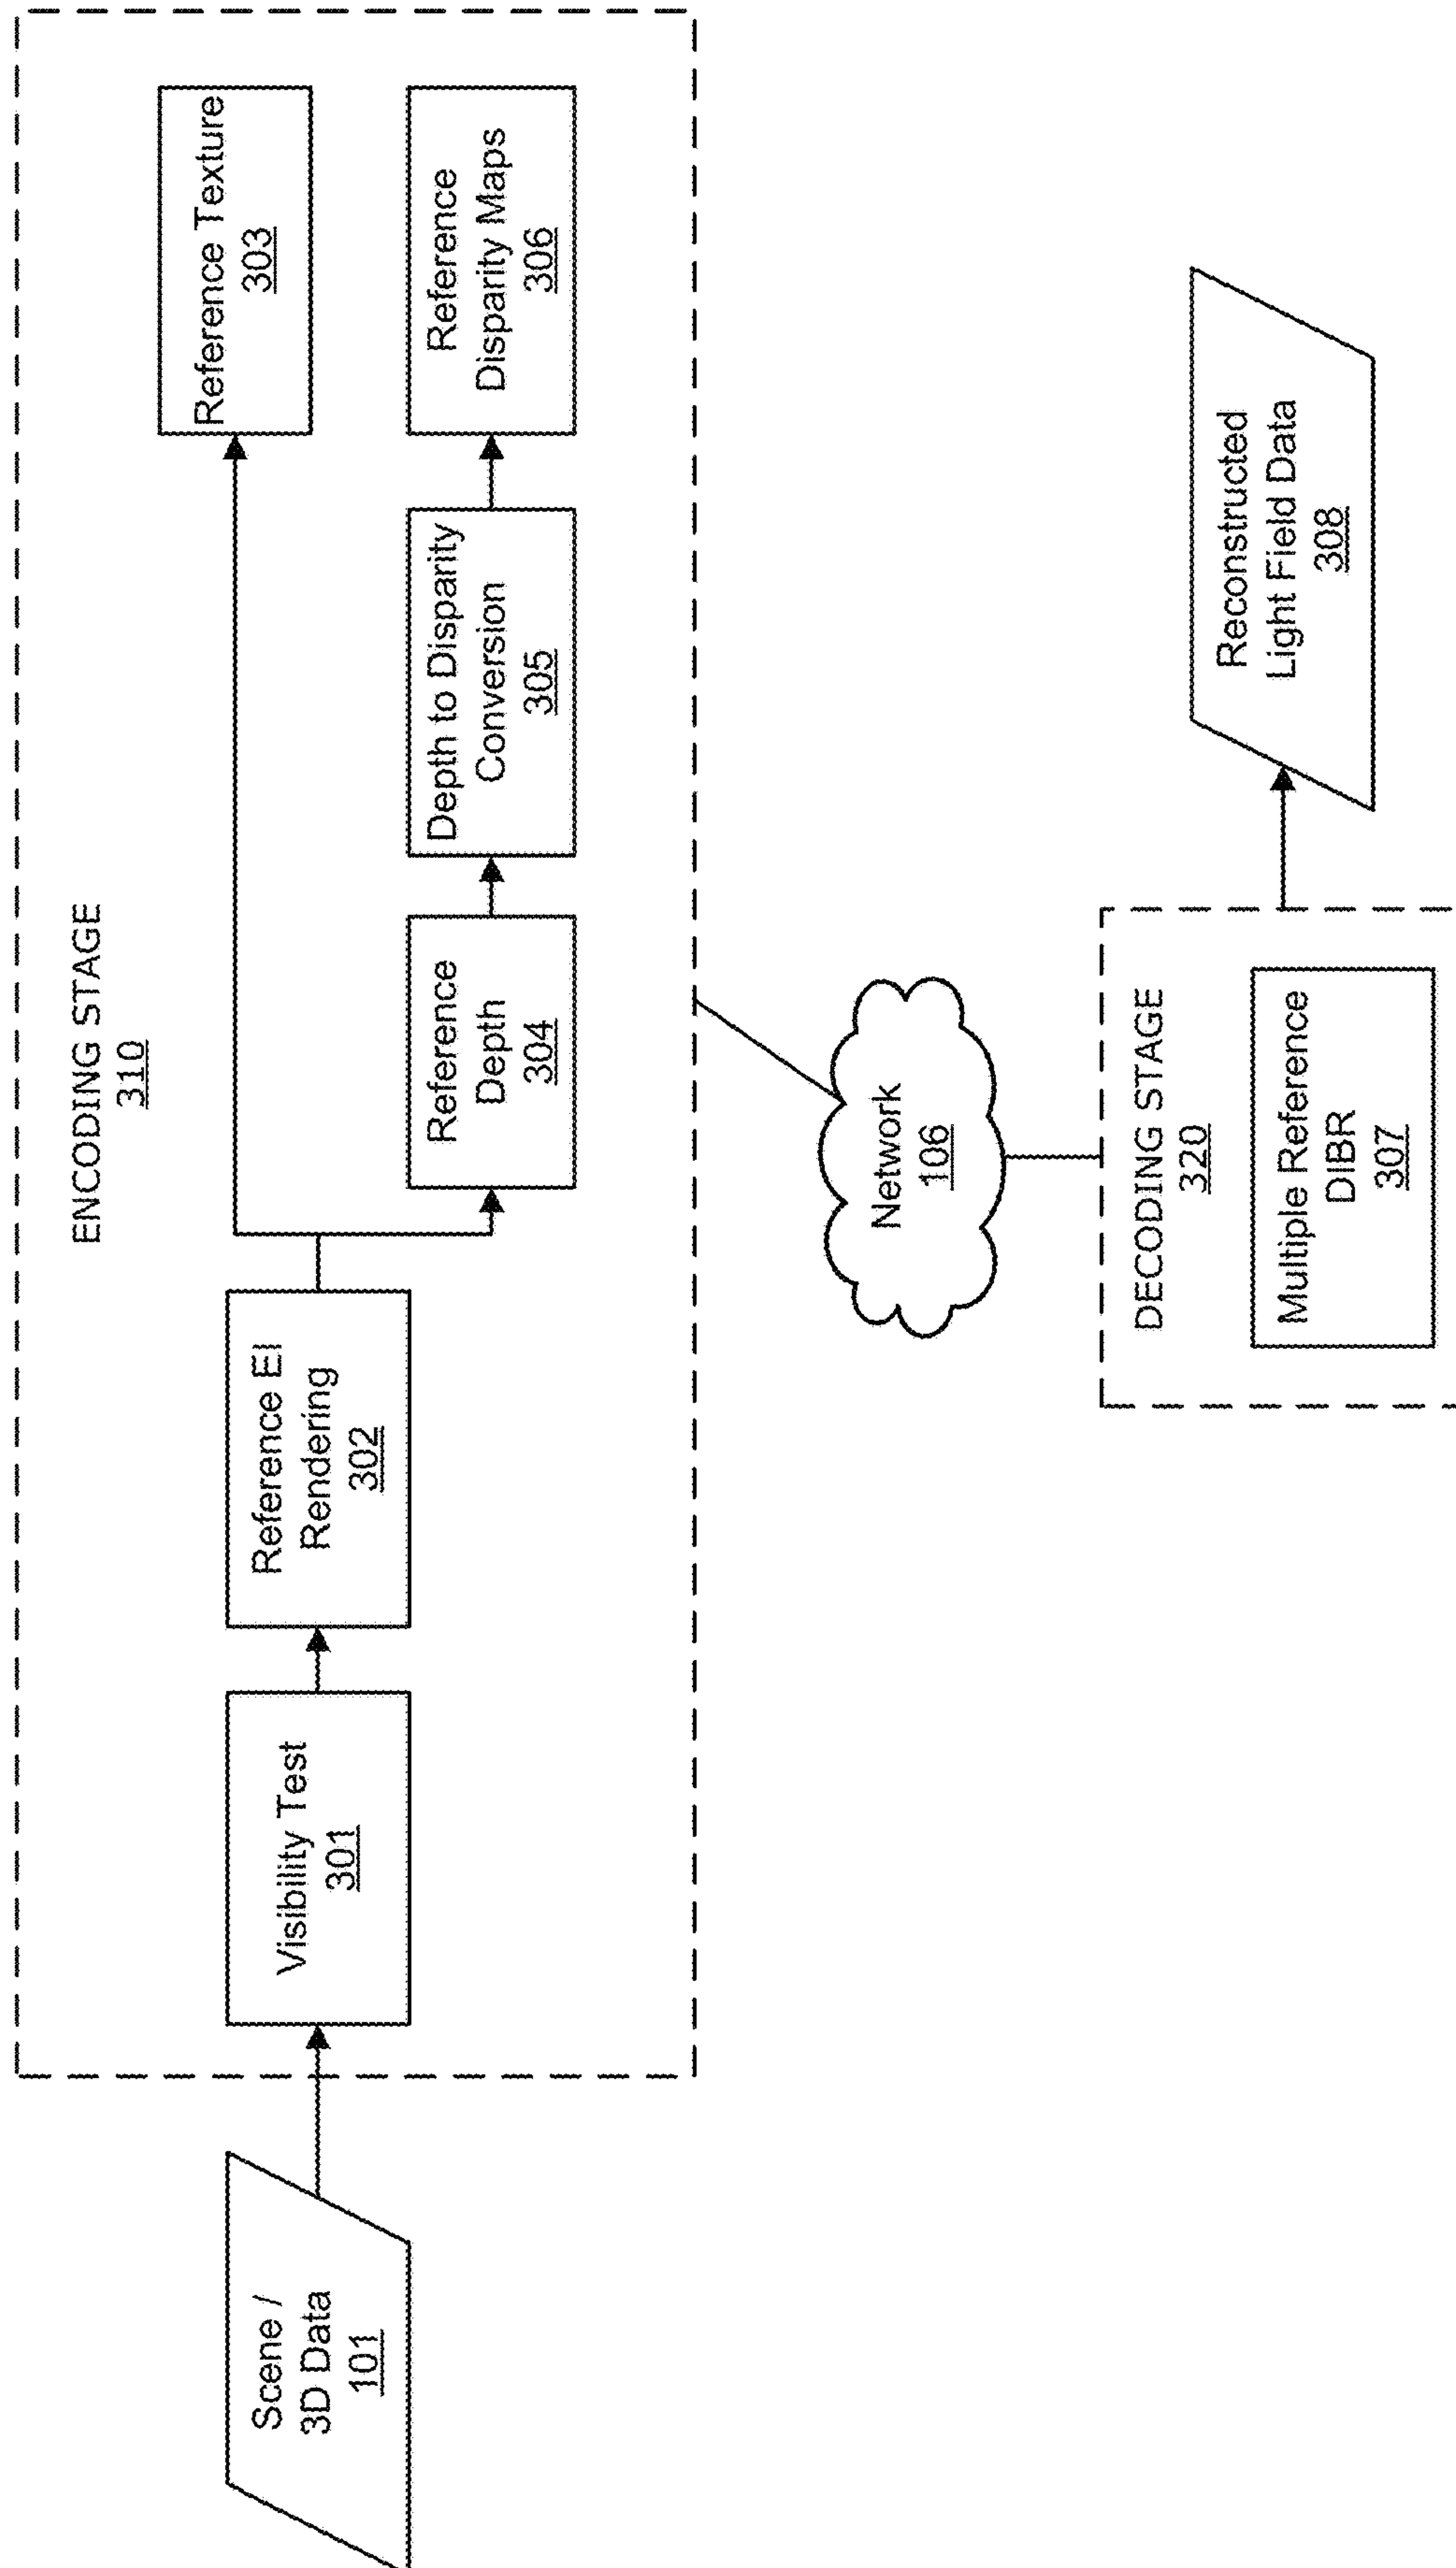 ENCODING STAGE
310
Scene /
3D Data
101
Visibility Test
301
Reference EI
Rendering
302
Reference Texture
303
Reference
Depth
304
Depth to Disparity
Conversion
305
Reference
Disparity Maps
306
Network
106
DECODING STAGE
320
Multiple Reference
DIBR
307
Reconstructed
Light Field Data
308